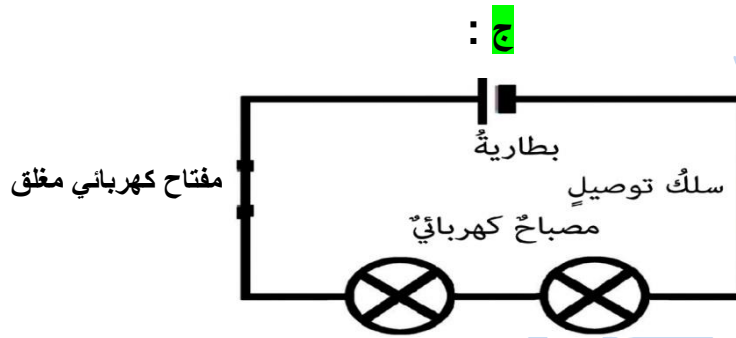 ج :
بطاريةُ
مفتاح كهربائي مغلق
سلكُ توصيلٍ
مصباحٌ كهربائيٌ